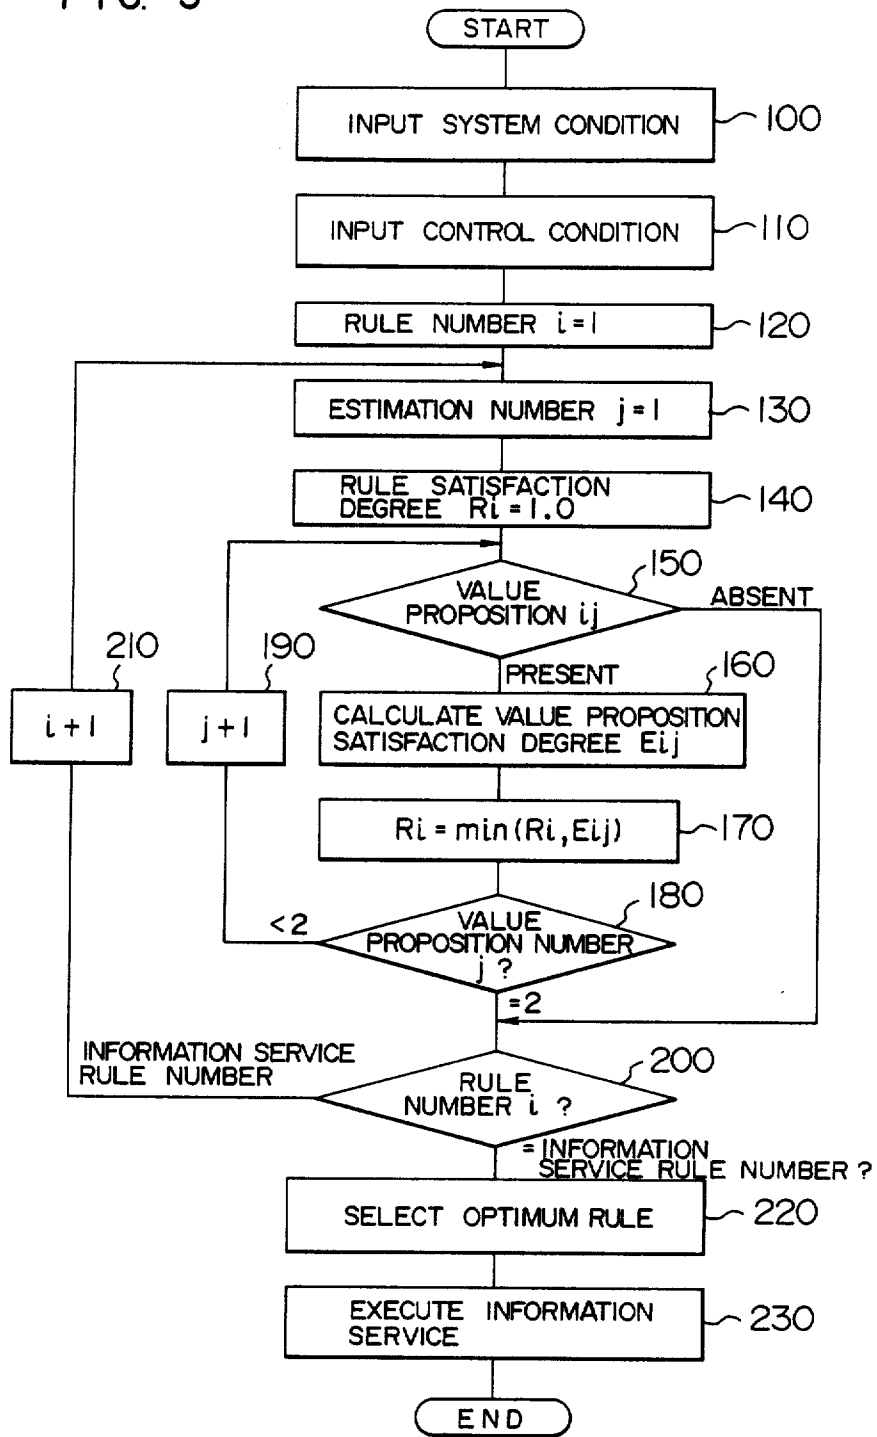 START
INPUT SYSTEM CONDITION
100
INPUT CONTROL CONDITION
110
RULE NUMBER i=1
120
ESTIMATION NUMBER j=1
130
RULE SATISFACTION
DEGREE Ri=1.0
140
150
VALUE
PROPOSITION ij
ABSENT
PRESENT
210
190
160
i+1
j+1
CALCULATE VALUE PROPOSITION
SATISFACTION DEGREE Eij
Ri=min(Ri,Eij)
170
180
<2
VALUE
PROPOSITION NUMBER
j ?
=2
INFORMATION SERVICE
RULE NUMBER
200
RULE
NUMBER i ?
= INFORMATION
SERVICE RULE NUMBER ?
SELECT OPTIMUM RULE
220
EXECUTE INFORMATION
SERVICE
230
END